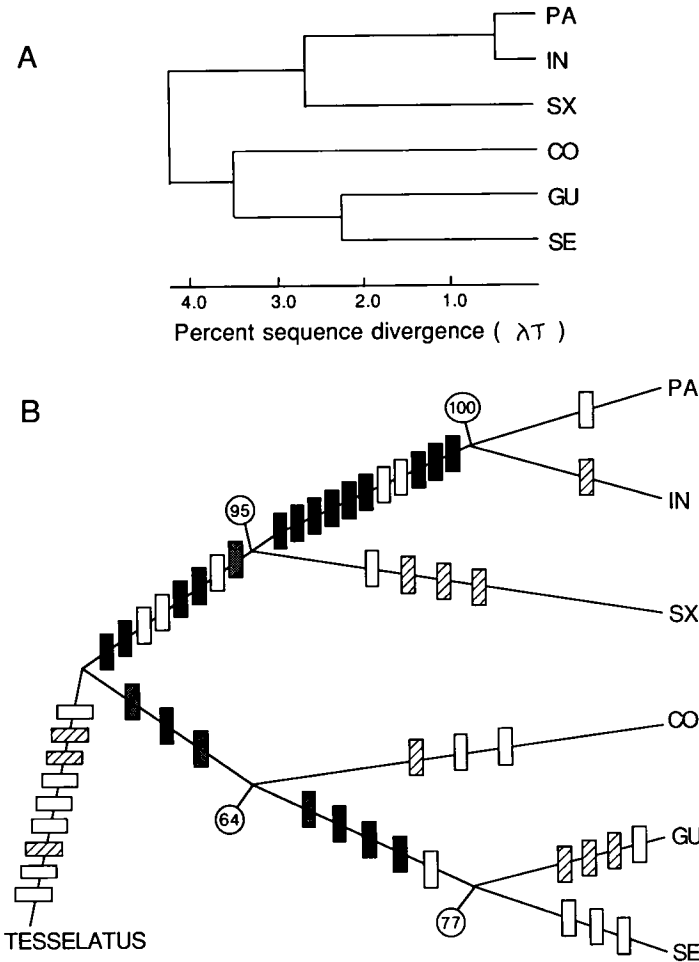 A
PA
IN
SX
CO
GU
SE
4.0 3.0 2.0 1.0
Percent sequence divergence ( λT )
B
100
PA
95
IN
SX
CO
64
GU
77
TESSELATUS
SE